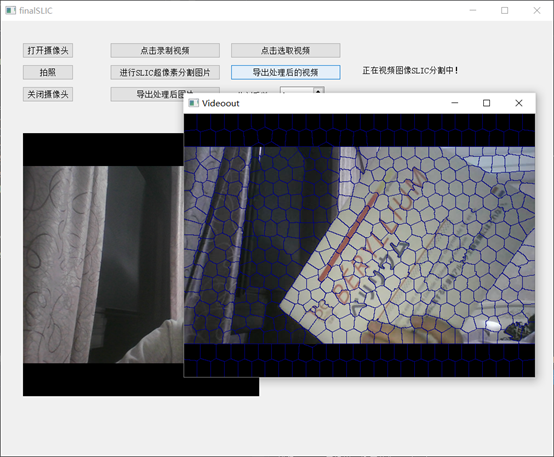 finalSLIC
打开摄像头
点击录制视频
点击选取视频
拍照
进行SLIC超像素分割图片
导出处理后的视频
正在视频图像SLIC分割中!
关闭摄像头
导出处理后图片
Videoout
BERYLLIUM